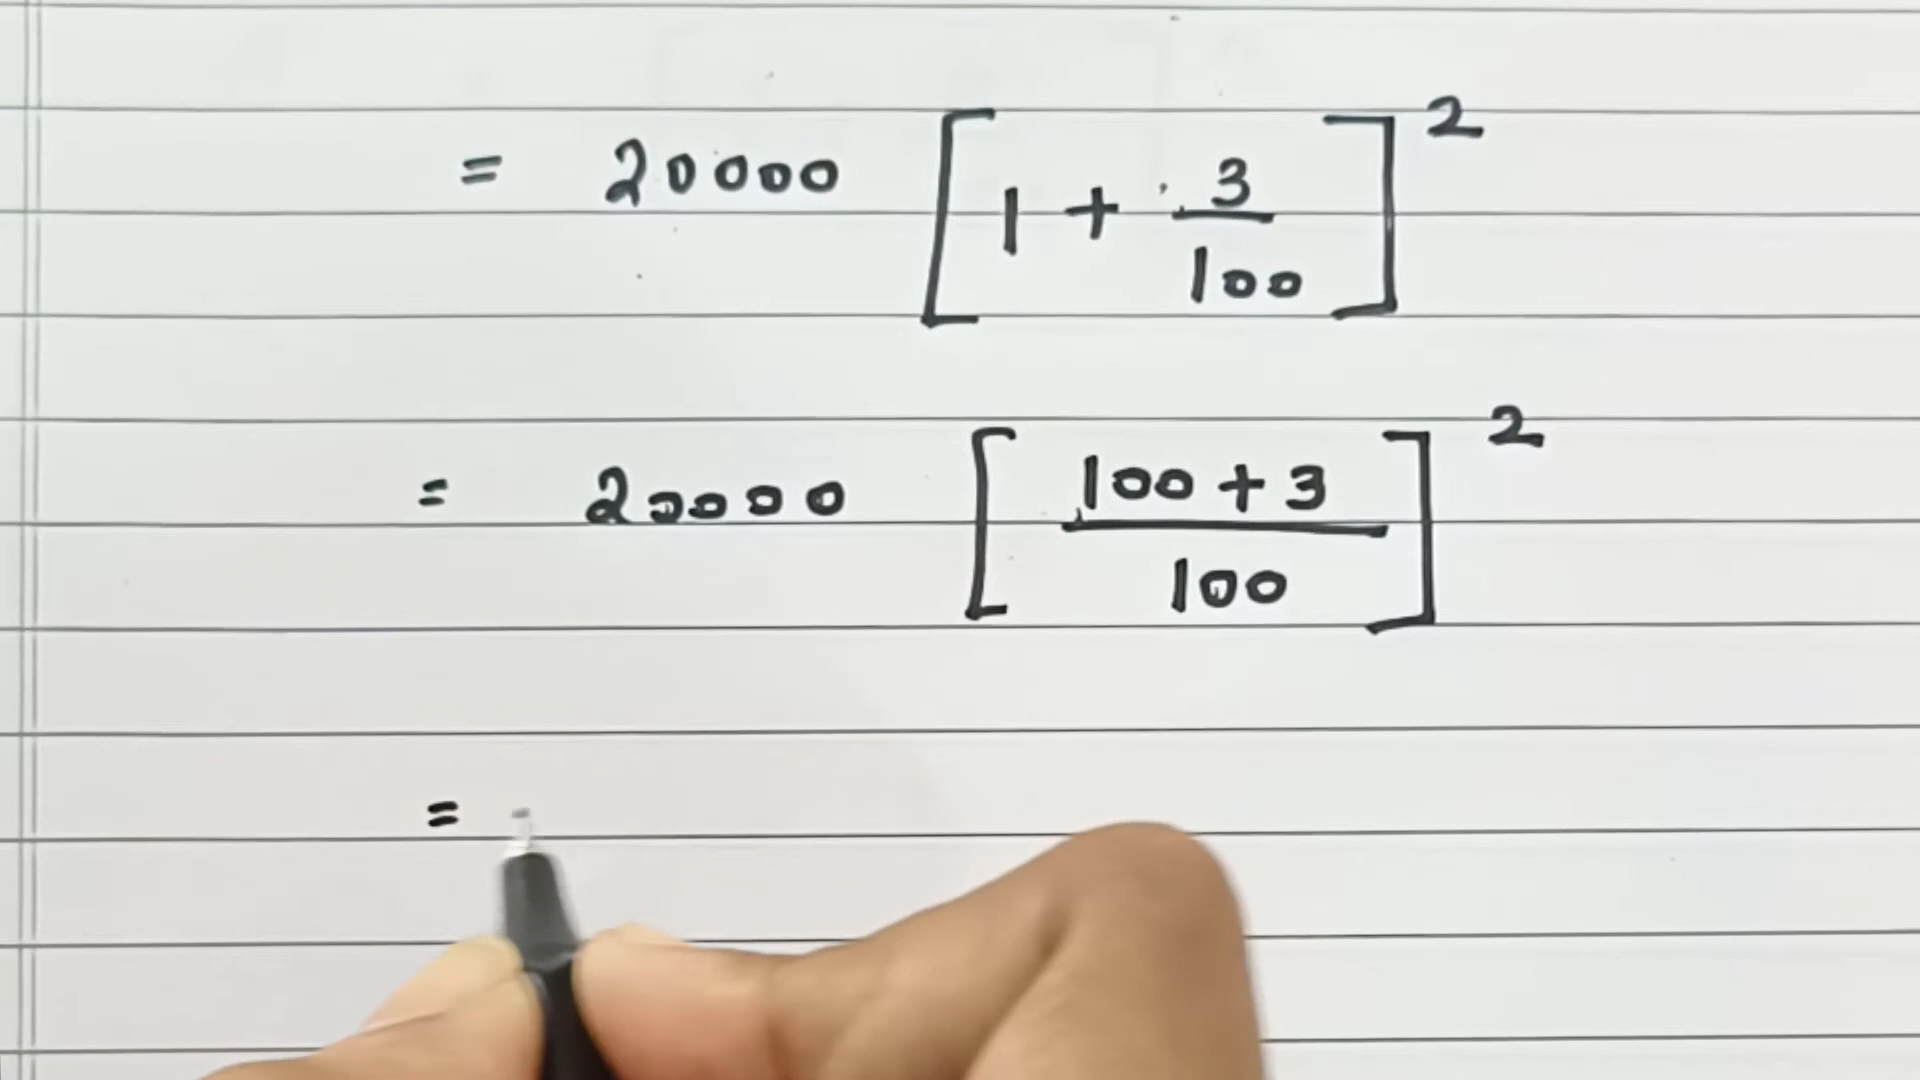 = 20000 [1 + 3/100]²
= 20000 [100 + 3/100]²
=